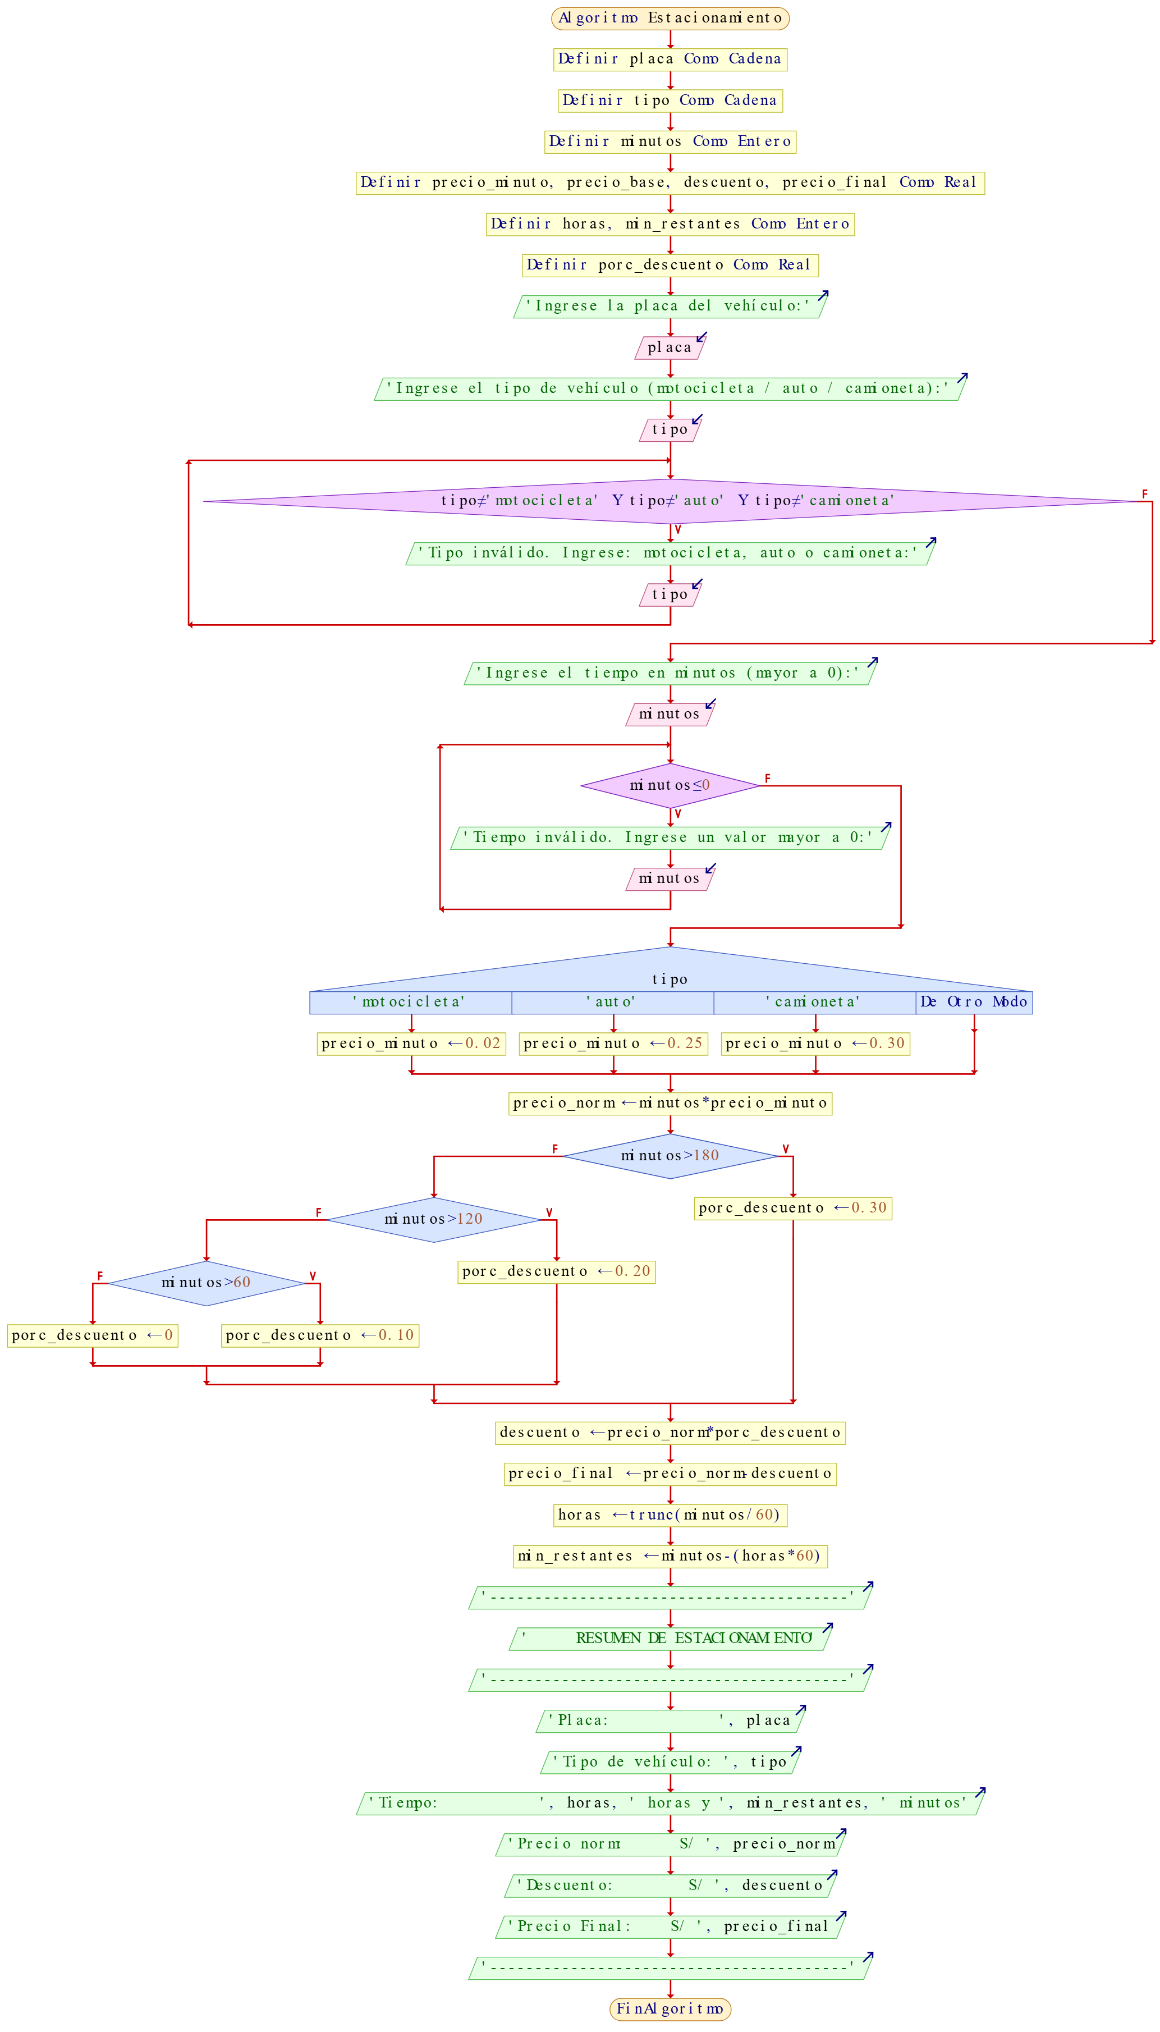 Algoritmo Estacionamiento
Definir placa Como Cadena
Definir tipo Como Cadena
Definir minutos Como Entero
Definir precio_minuto, precio_base, descuento, precio_final Como Real
Definir horas, min_restantes Como Entero
Definir porc_descuento Como Real
'Ingrese la placa del vehículo:'
placa
'Ingrese el tipo de vehículo (motocicleta / auto / camioneta):'
tipo
tipo≠'motocicleta' Y tipo≠'auto' Y tipo≠'camioneta'
F
V
'Tipo inválido. Ingrese: motocicleta, auto o camioneta:'
tipo
'Ingrese el tiempo en minutos (mayor a 0):'
minutos
minutos≤0
F
V
'Tiempo inválido. Ingrese un valor mayor a 0:'
minutos
tipo
'motocicleta' 'auto' 'camioneta' De Otro Modo
precio_minuto ←0.02 precio_minuto ←0.25 precio_minuto ←0.30
precio_norm ←minutos*precio_minuto
F minutos>180 V
porc_descuento ←0.30
F minutos>120 V
porc_descuento ←0.20
F minutos>60 V
porc_descuento ←0 porc_descuento ←0.10
descuento ←precio_norm*porc_descuento
precio_final ←precio_norm-descuento
horas ←trunc(minutos/60)
min_restantes ←minutos-(horas*60)
'----------------------------------------'
' RESUMEN DE ESTACIONAMIENTO'
'----------------------------------------'
'Placa: ', placa
'Tipo de vehículo: ', tipo
'Tiempo: ', horas, ' horas y ', min_restantes, ' minutos'
'Precio norm: S/ ', precio_norm
'Descuento: S/ ', descuento
'Precio Final: S/ ', precio_final
'----------------------------------------'
FinAlgoritmo